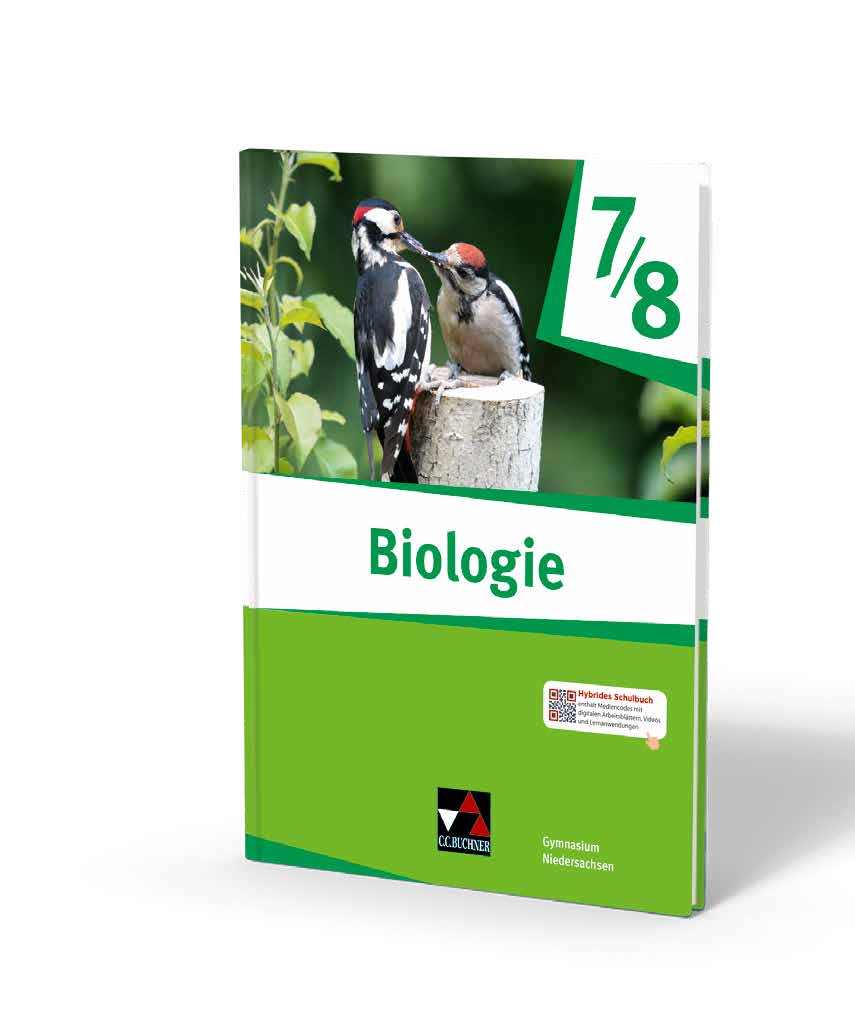 7/8
Biologie
Hybrides Schulbuch
enthält Mediencodes mit
digitalen Arbeitsblättern, Videos
und Lernanwendungen
C.C.BUCHNER
Gymnasium
Niedersachsen